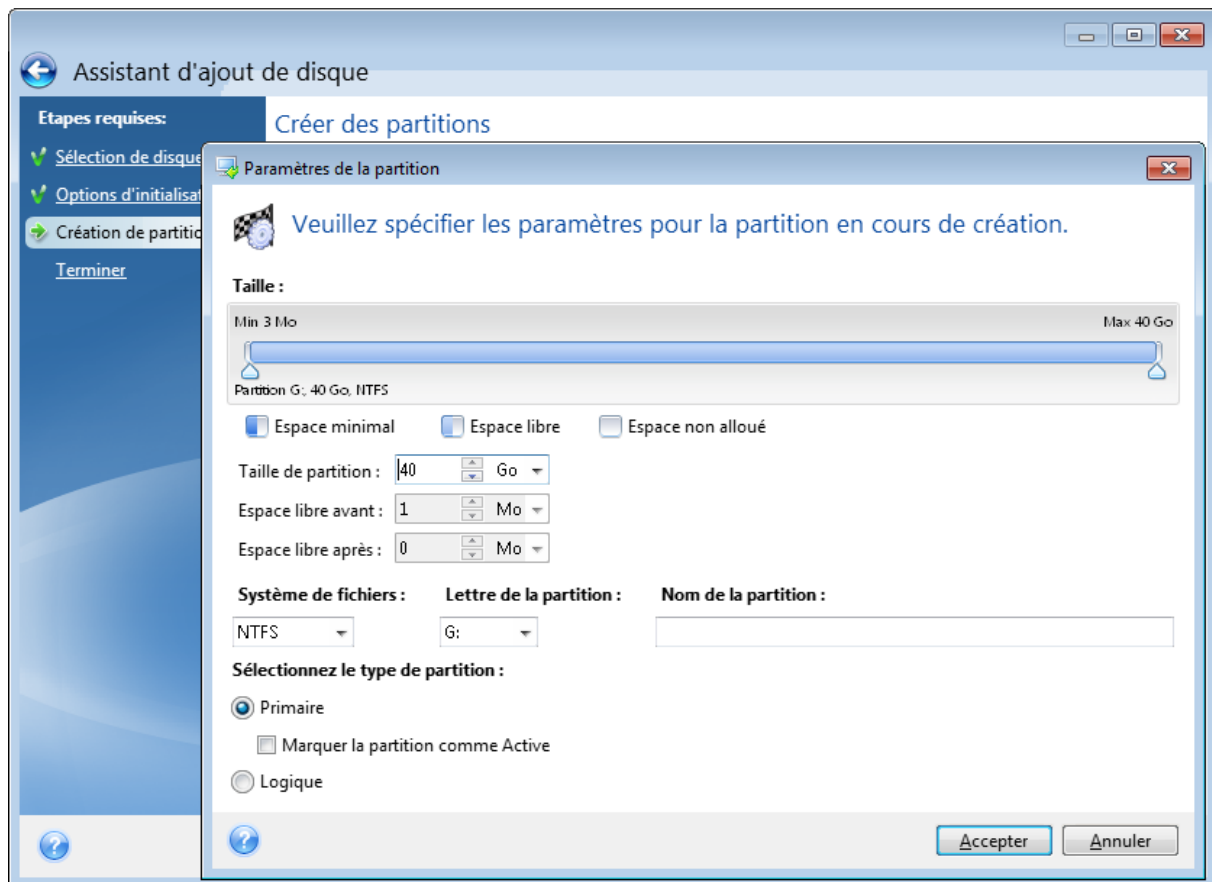 Assistant d'ajout de disque
Etapes requises:
Sélection de disque
Options d'initialisat
Création de partitic
Terminer
Créer des partitions
Paramètres de la partition
Veuillez spécifier les paramètres pour la partition en cours de création.
Taille :
Min 3 Mo Max 40 Go
Partition G:, 40 Go, NTFS
Espace minimal Espace libre Espace non alloué
Taille de partition : 40 Go
Espace libre avant : 1 Mo
Espace libre après : 0 Mo
Système de fichiers : Lettre de la partition : Nom de la partition :
NTFS G:
Sélectionnez le type de partition :
Primaire
Marquer la partition comme Active
Logique
Accepter Annuler